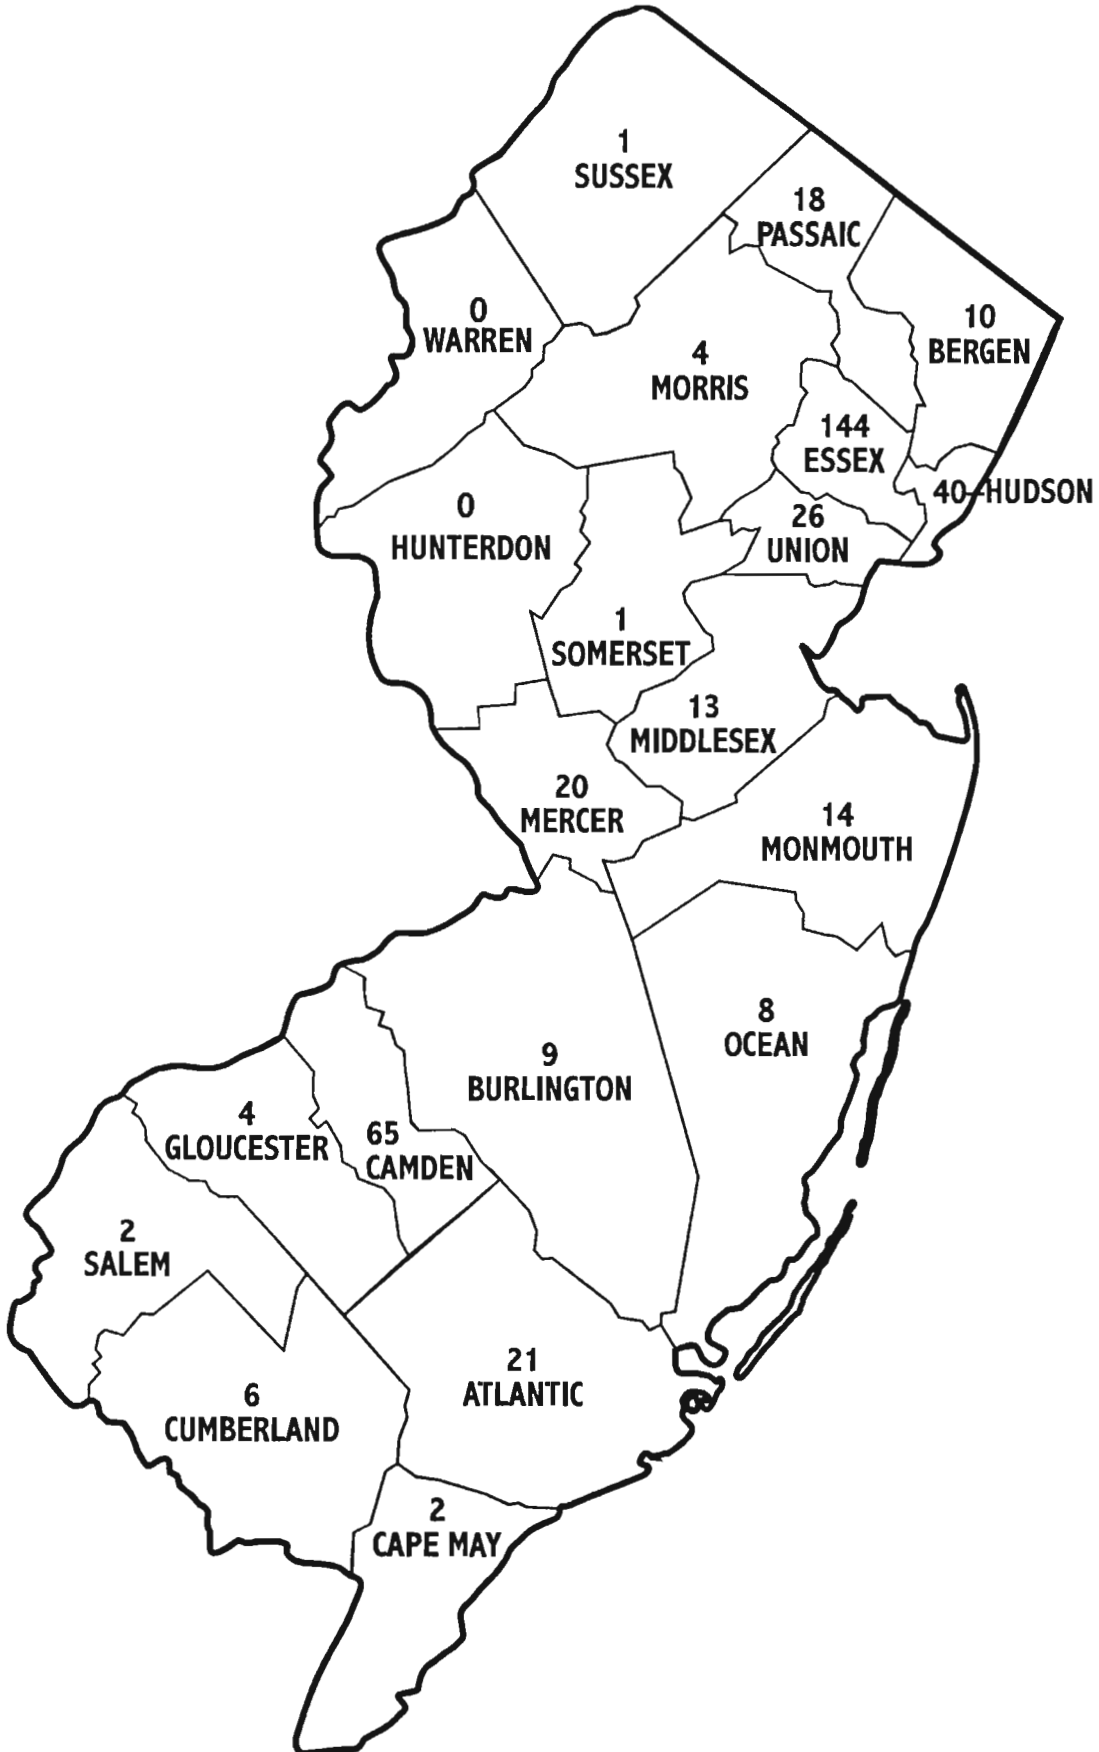 1
SUSSEX
18
PASSAIC
0
WARREN
10
BERGEN
4
MORRIS
144
ESSEX
40-HUDSON
0
HUNTERDON
26
UNION
1
SOMERSET
13
MIDDLESEX
20
MERCER
14
MONMOUTH
8
OCEAN
9
BURLINGTON
4
GLOUCESTER
65
CAMDEN
2
SALEM
21
ATLANTIC
6
CUMBERLAND
2
CAPE MAY